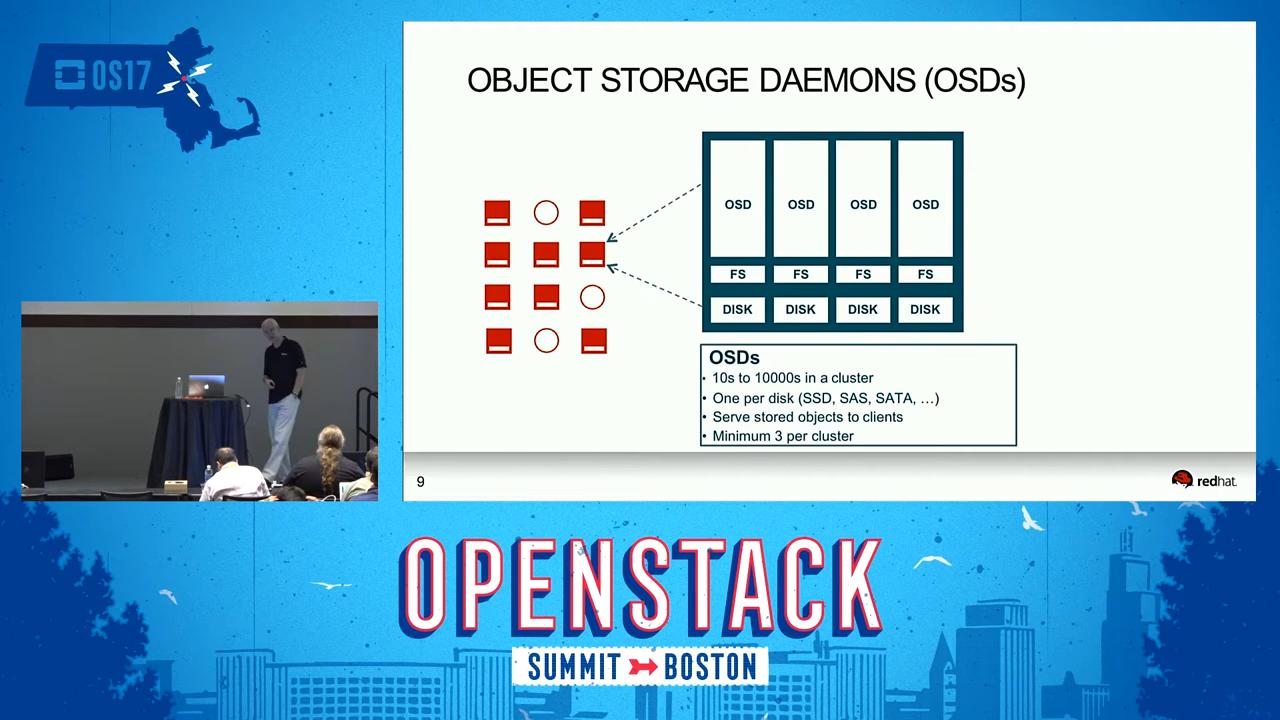 OS17
OBJECT STORAGE DAEMONS (OSDs)
OSD OSD OSD OSD
FS FS FS FS
DISK DISK DISK DISK
OSDs
• 10s to 10000s in a cluster
• One per disk (SSD, SAS, SATA, …)
• Serve stored objects to clients
• Minimum 3 per cluster
9
redhat.
OPENSTACK
SUMMIT BOSTON